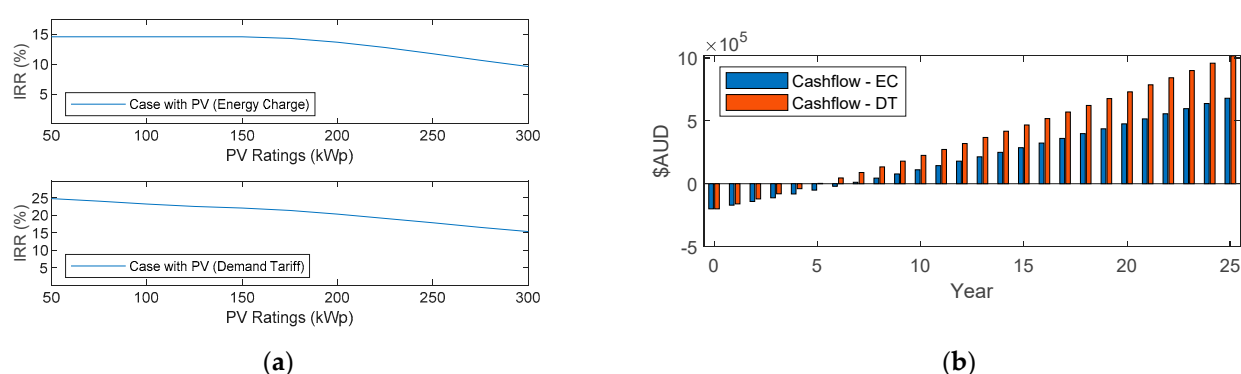 15
10
5
IRR (%)
Case with PV (Energy Charge)
50 100 150 200 250 300
PV Ratings (kWp)
25
20
15
10
5
IRR (%)
Case with PV (Demand Tariff)
50 100 150 200 250 300
PV Ratings (kWp)
(a)
×10^5
10
5
0
-5
$AUD
Cashflow - EC
Cashflow - DT
0 5 10 15 20 25
Year
(b)